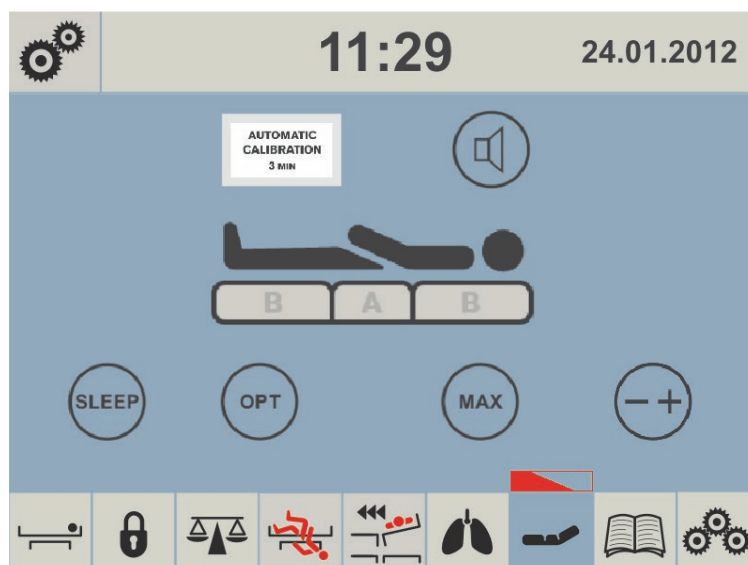 11:29
24.01.2012
AUTOMATIC
CALIBRATION
3 MIN
B A B
SLEEP OPT MAX − +